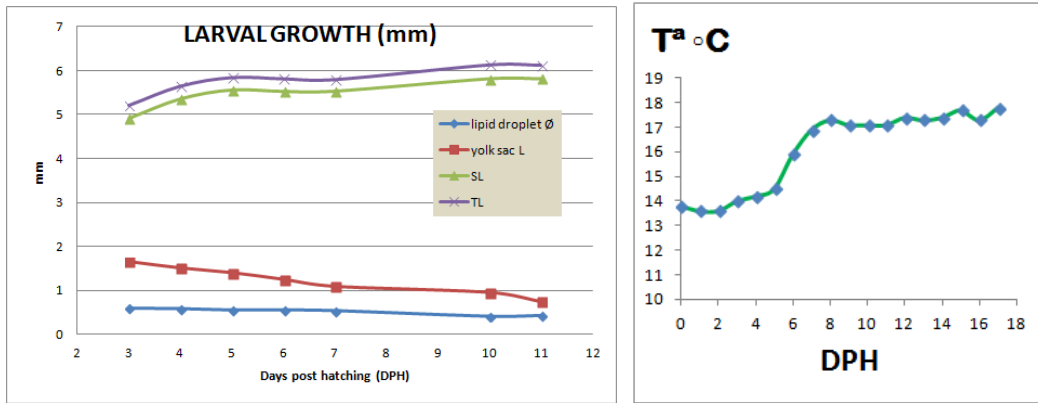 LARVAL GROWTH (mm)
7
6
5
4
3
2
1
0
mm
lipid droplet Ø
yolk sac L
SL
TL
2 3 4 5 6 7 8 9 10 11 12
Days post hatching (DPH)
Tª ◦C
19
18
17
16
15
14
13
12
11
10
0 2 4 6 8 10 12 14 16 18
DPH